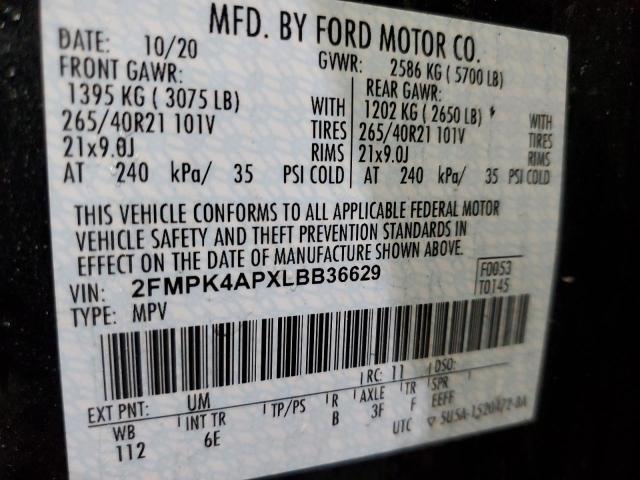 MFD. BY FORD MOTOR CO.
DATE: 10/20 GVWR: 2586 KG ( 5700 LB)
FRONT GAWR: REAR GAWR:
1395 KG ( 3075 LB) WITH 1202 KG ( 2650 LB) WITH
265/40R21 101V TIRES 265/40R21 101V TIRES
21x9.0J RIMS 21x9.0J RIMS
AT 240 kPa/ 35 PSI COLD AT 240 kPa/ 35 PSI COLD
THIS VEHICLE CONFORMS TO ALL APPLICABLE FEDERAL MOTOR
VEHICLE SAFETY AND THEFT PREVENTION STANDARDS IN
EFFECT ON THE DATE OF MANUFACTURE SHOWN ABOVE.
VIN: 2FMPK4APXLBB36629 F0053
TYPE: MPV T0145
EXT PNT: UM RC: 11 DSO:
WB INT TR TP/PS R AXLE TR SPR
112 6E B 3F F EEFF
UTC